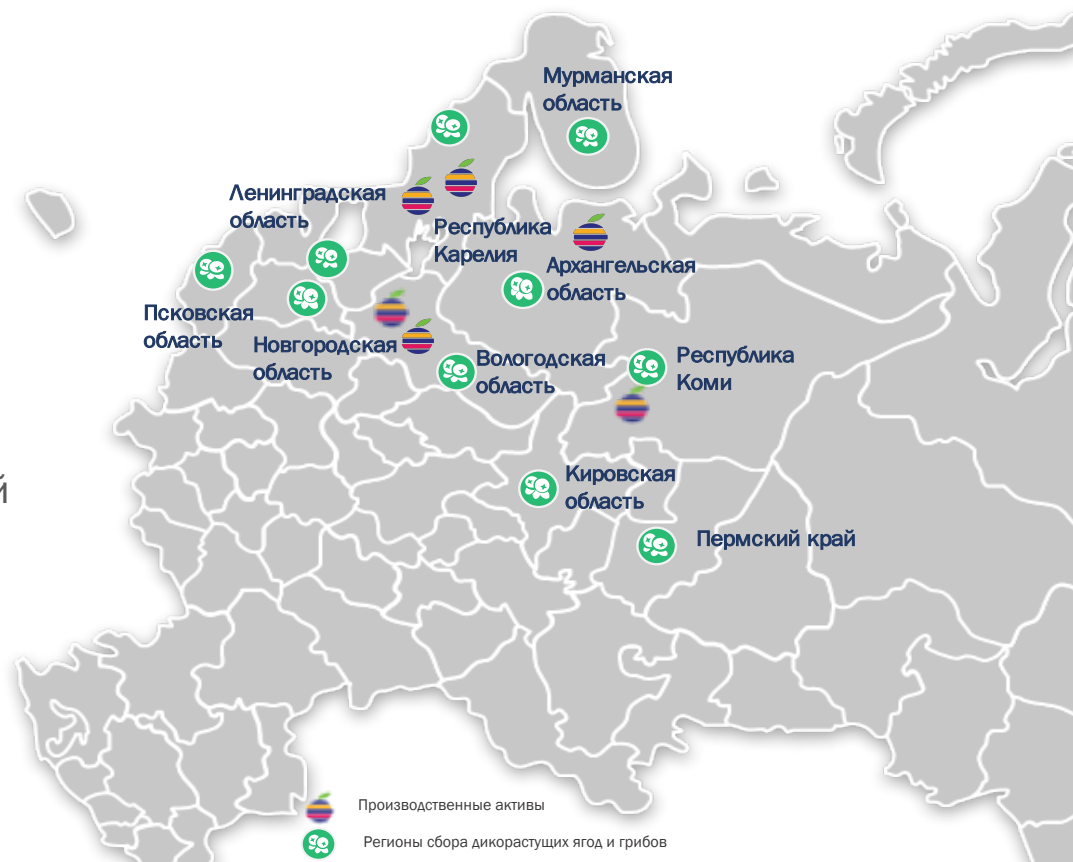 Мурманская
область
Ленинградская
область
Республика
Карелия
Архангельская
область
Псковская
область
Новгородская
область
Вологодская
область
Республика
Коми
й
Кировская
область
Пермский край
Производственные активы
Регионы сбора дикорастущих ягод и грибов